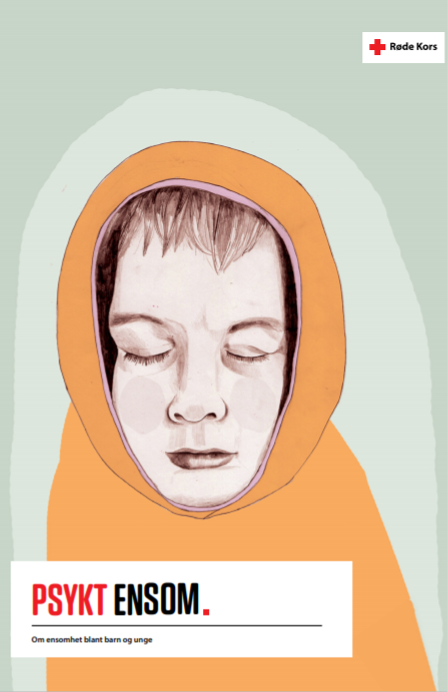 Røde Kors
PSYKT ENSOM.
Om ensomhet blant barn og unge